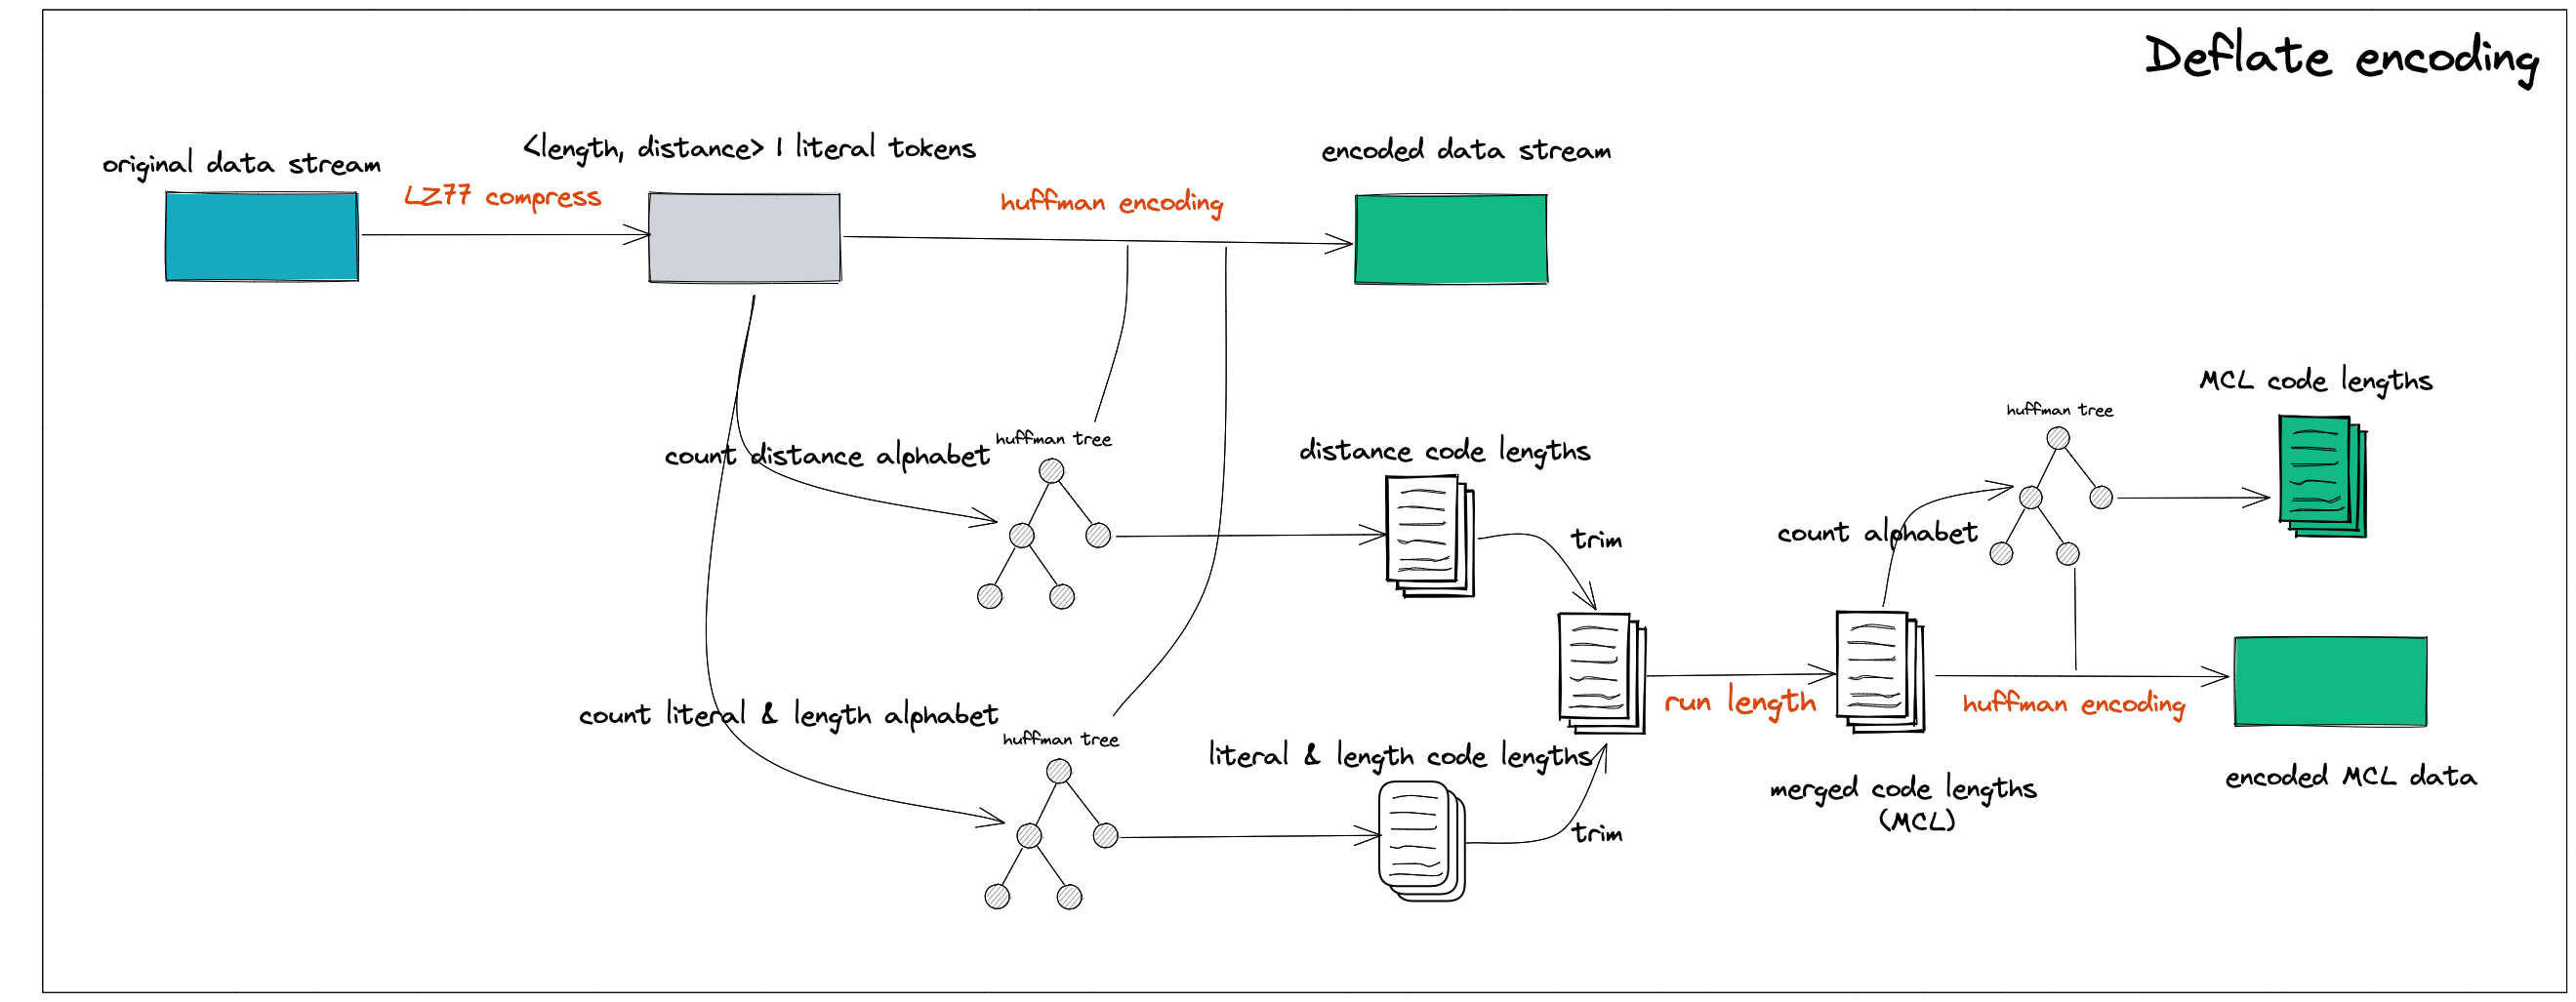 Deflate encoding
original data stream
LZ77 compress
<length, distance> | literal tokens
huffman encoding
encoded data stream
count distance alphabet
huffman tree
distance code lengths
trim
count literal & length alphabet
huffman tree
literal & length code lengths
trim
run length
merged code lengths
(MCL)
count alphabet
huffman tree
MCL code lengths
huffman encoding
encoded MCL data